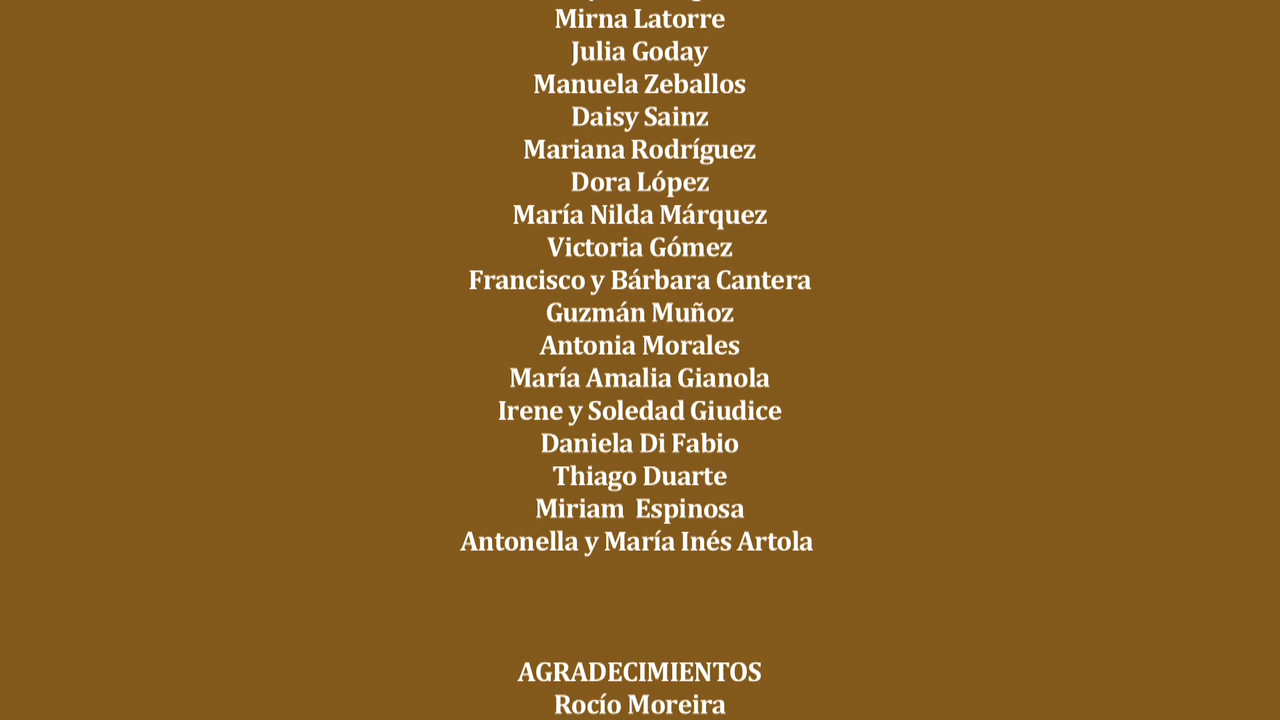 Mirna Latorre
Julia Goday
Manuela Zeballos
Daisy Sainz
Mariana Rodríguez
Dora López
María Nilda Márquez
Victoria Gómez
Francisco y Bárbara Cantera
Guzmán Muñoz
Antonia Morales
María Amalia Gianola
Irene y Soledad Giudice
Daniela Di Fabio
Thiago Duarte
Miriam  Espinosa
Antonella y María Inés Artola
AGRADECIMIENTOS
Rocío Moreira